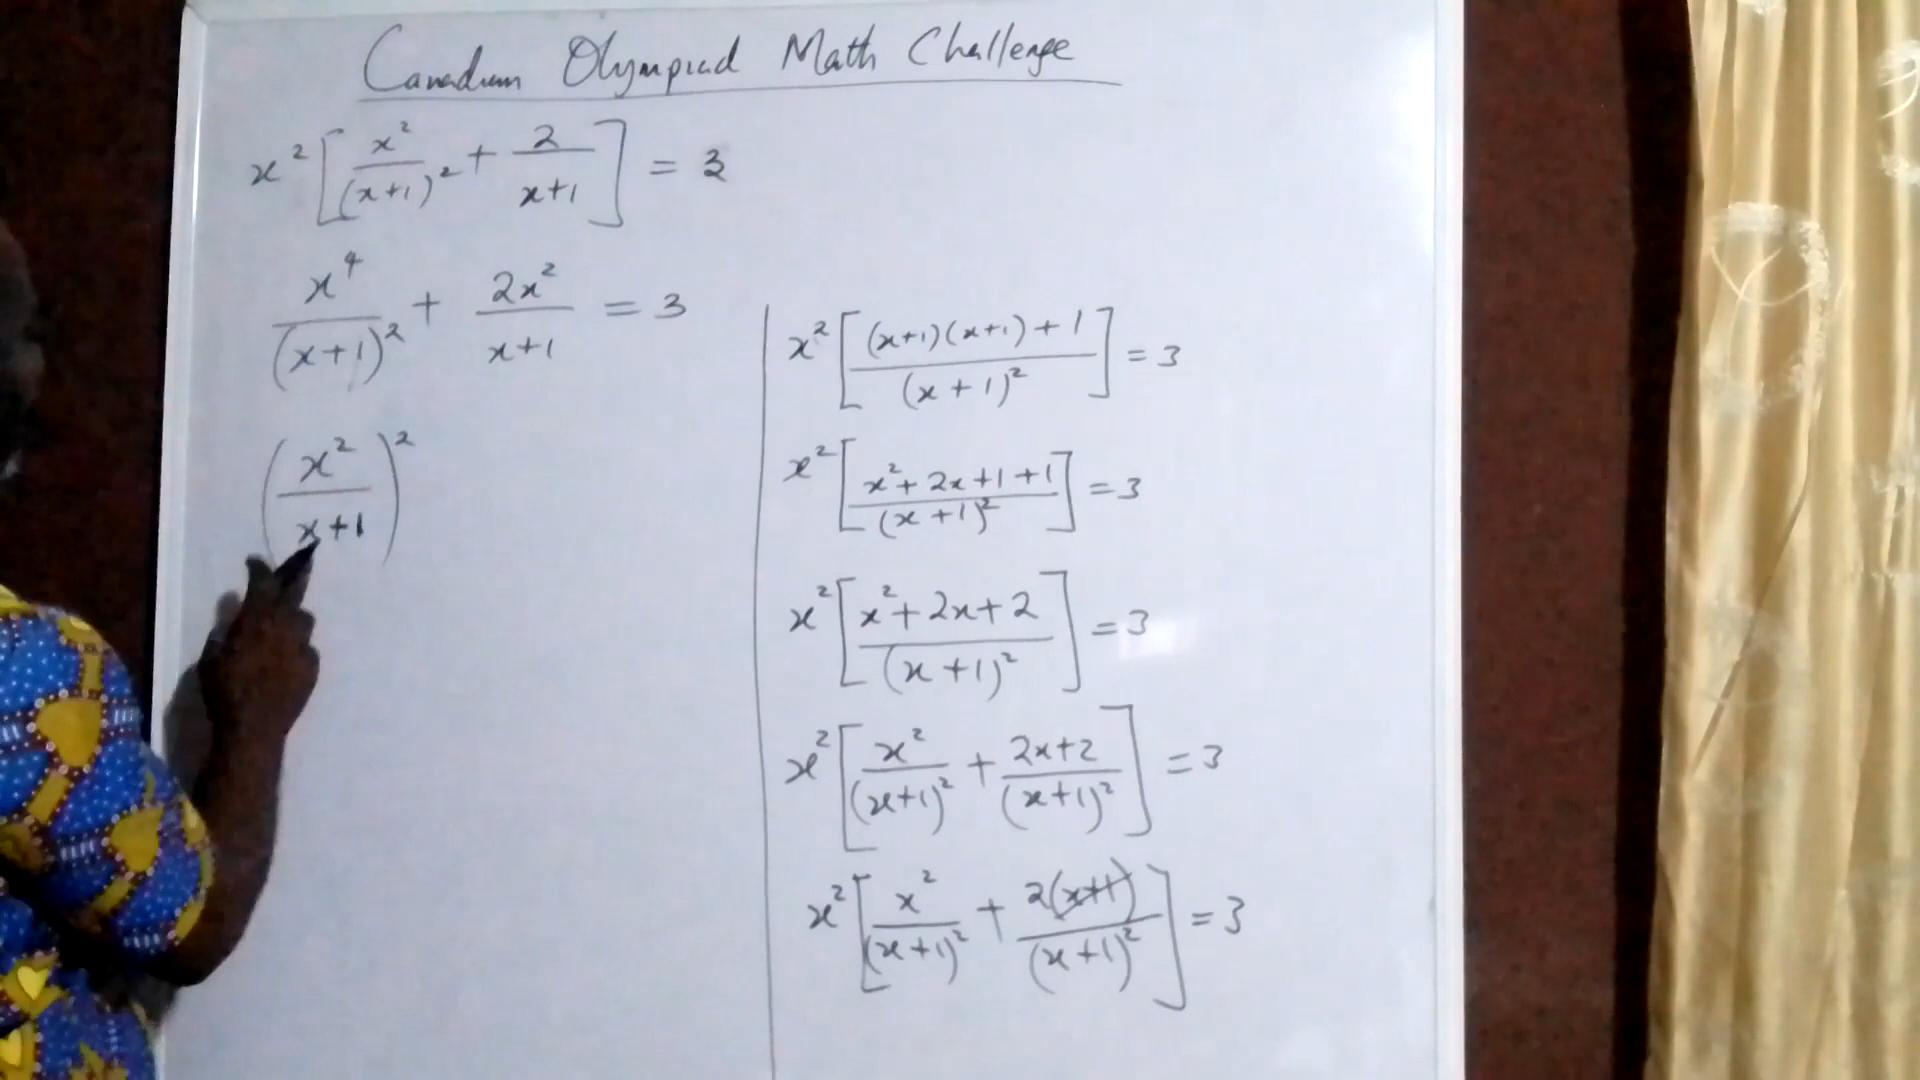 Canadian Olympiad Math Challenge
x² [x²/(x+1)² + 2/(x+1)] = 3
x⁴/(x+1)² + 2x²/(x+1) = 3
(x²/(x+1))²
x² [((x+1)(x+1)+1)/(x+1)²] = 3
x² [(x²+2x+1+1)/(x+1)²] = 3
x² [(x²+2x+2)/(x+1)²] = 3
x² [x²/(x+1)² + (2x+2)/(x+1)²] = 3
x² [x²/(x+1)² + 2(x+1)/(x+1)²] = 3